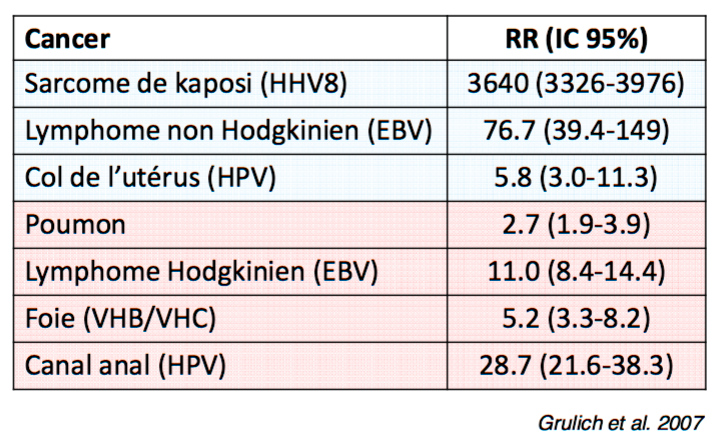 Cancer RR (IC 95%)
Sarcome de kaposi (HHV8) 3640 (3326-3976)
Lymphome non Hodgkinien (EBV) 76.7 (39.4-149)
Col de l’utérus (HPV) 5.8 (3.0-11.3)
Poumon 2.7 (1.9-3.9)
Lymphome Hodgkinien (EBV) 11.0 (8.4-14.4)
Foie (VHB/VHC) 5.2 (3.3-8.2)
Canal anal (HPV) 28.7 (21.6-38.3)
Grulich et al. 2007